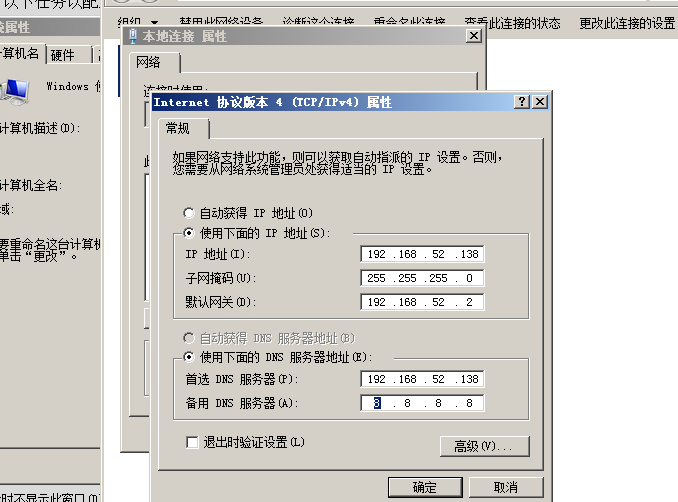 以下任务以配
组织
禁用此网络设备
诊断这个连接
重命名此连接
查看此连接的状态
更改此连接的设置
统属性
本地连接 属性
计算机名
硬件
网络
Windows 使
连接时使用:
Internet 协议版本 4 (TCP/IPv4) 属性
常规
计算机描述(D):
如果网络支持此功能，则可以获取自动指派的 IP 设置。否则，
您需要从网络系统管理员处获得适当的 IP 设置。
此
计算机全名:
域:
自动获得 IP 地址(O)
使用下面的 IP 地址(S):
要重命名这台计算机
单击“更改”。
IP 地址(I):
192 .168 . 52 .138
子网掩码(U):
255 .255 .255 . 0
默认网关(D):
192 .168 . 52 . 2
自动获得 DNS 服务器地址(B)
使用下面的 DNS 服务器地址(E):
首选 DNS 服务器(P):
192 .168 . 52 .138
备用 DNS 服务器(A):
8 . 8 . 8 . 8
退出时验证设置(L)
高级(V)...
确定
取消
时不显示此窗口(D)